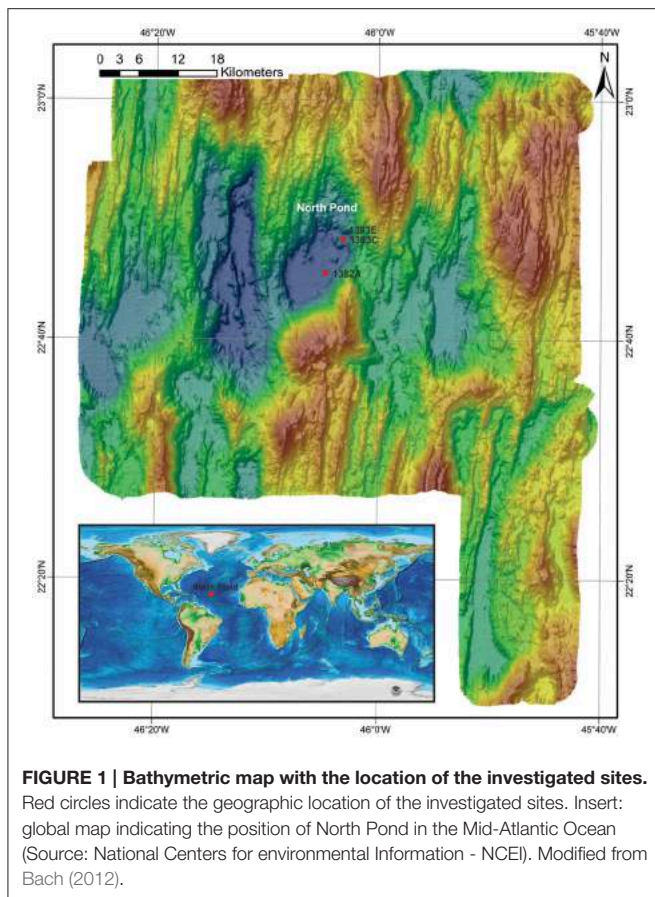 46°20'W 46°0'W 45°40'W
0 3 6 12 18
Kilometers
N
23°0'N 23°0'N
North Pond
1383E
1383C
1382A
22°40'N 22°40'N
22°20'N 22°20'N
North Pond
46°20'W 46°0'W 45°40'W
FIGURE 1 | Bathymetric map with the location of the investigated sites.
Red circles indicate the geographic location of the investigated sites. Insert:
global map indicating the position of North Pond in the Mid-Atlantic Ocean
(Source: National Centers for environmental Information - NCEI). Modified from
Bach (2012).